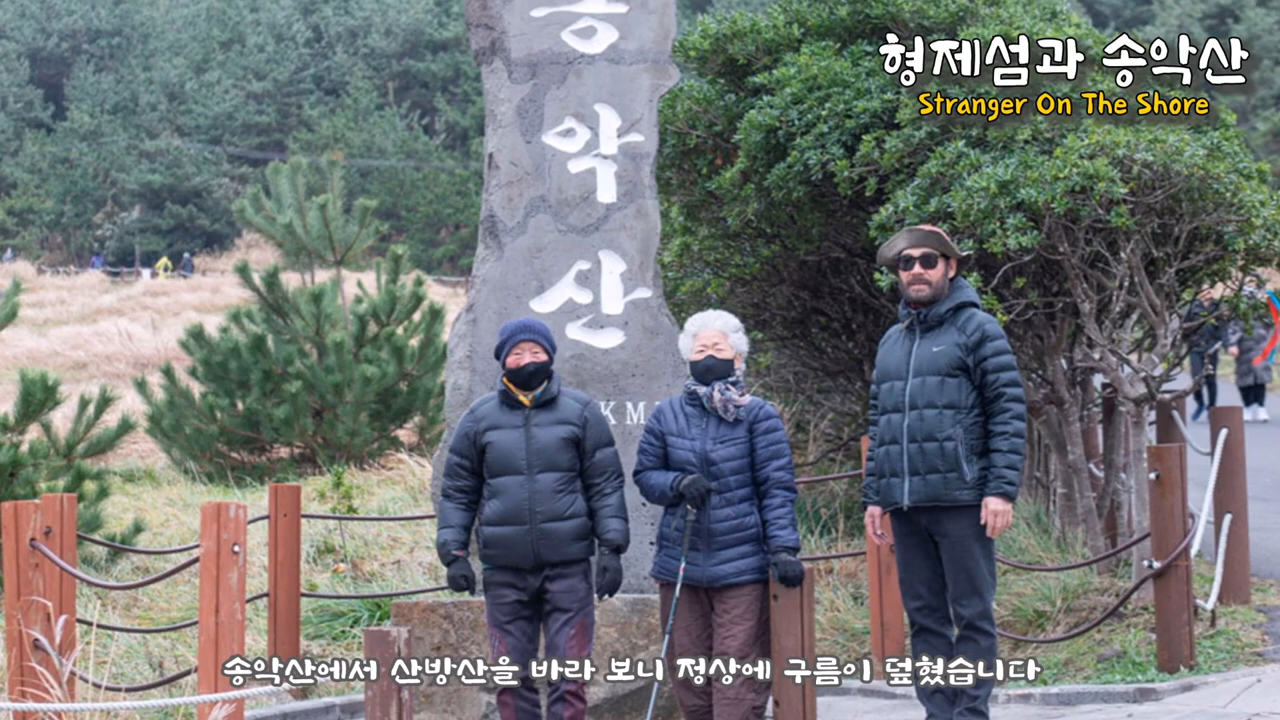 형제섬과 송악산
Stranger On The Shore
송
악
산
송악산에서 산방산을 바라 보니 정상에 구름이 덮혔습니다